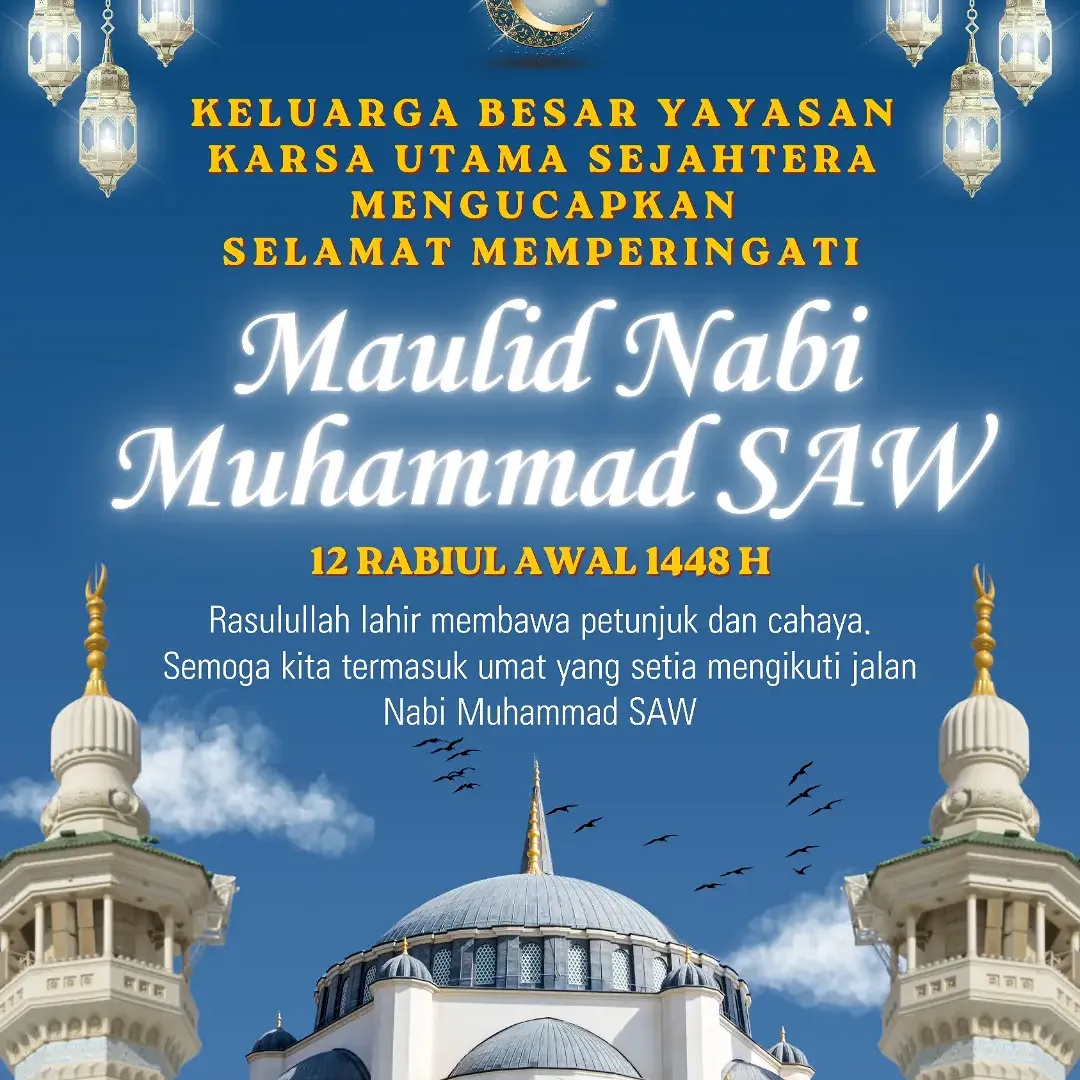 KELUARGA BESAR YAYASAN
KARSA UTAMA SEJAHTERA
MENGUCAPKAN
SELAMAT MEMPERINGATI
Maulid Nabi
Muhammad SAW
12 RABIUL AWAL 1448 H
Rasulullah lahir membawa petunjuk dan cahaya.
Semoga kita termasuk umat yang setia mengikuti jalan
Nabi Muhammad SAW